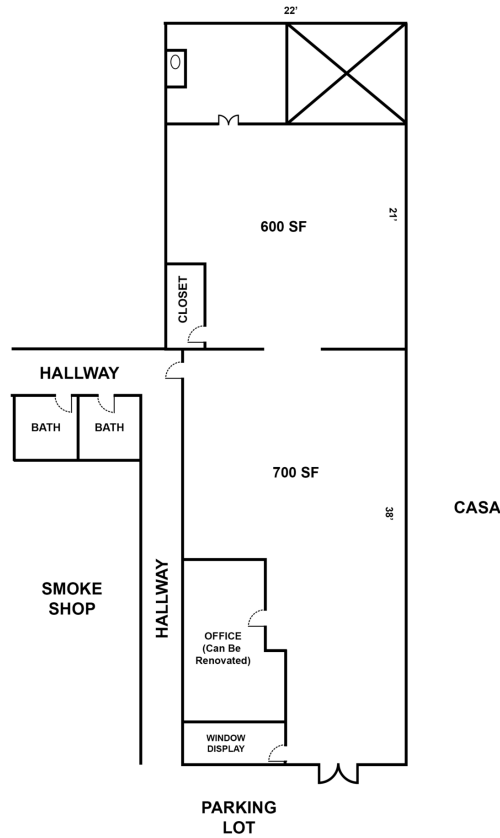 22'
21'
600 SF
CLOSET
HALLWAY
BATH
BATH
700 SF
38'
CASA
SMOKE
SHOP
HALLWAY
OFFICE
(Can Be
Renovated)
WINDOW
DISPLAY
PARKING
LOT